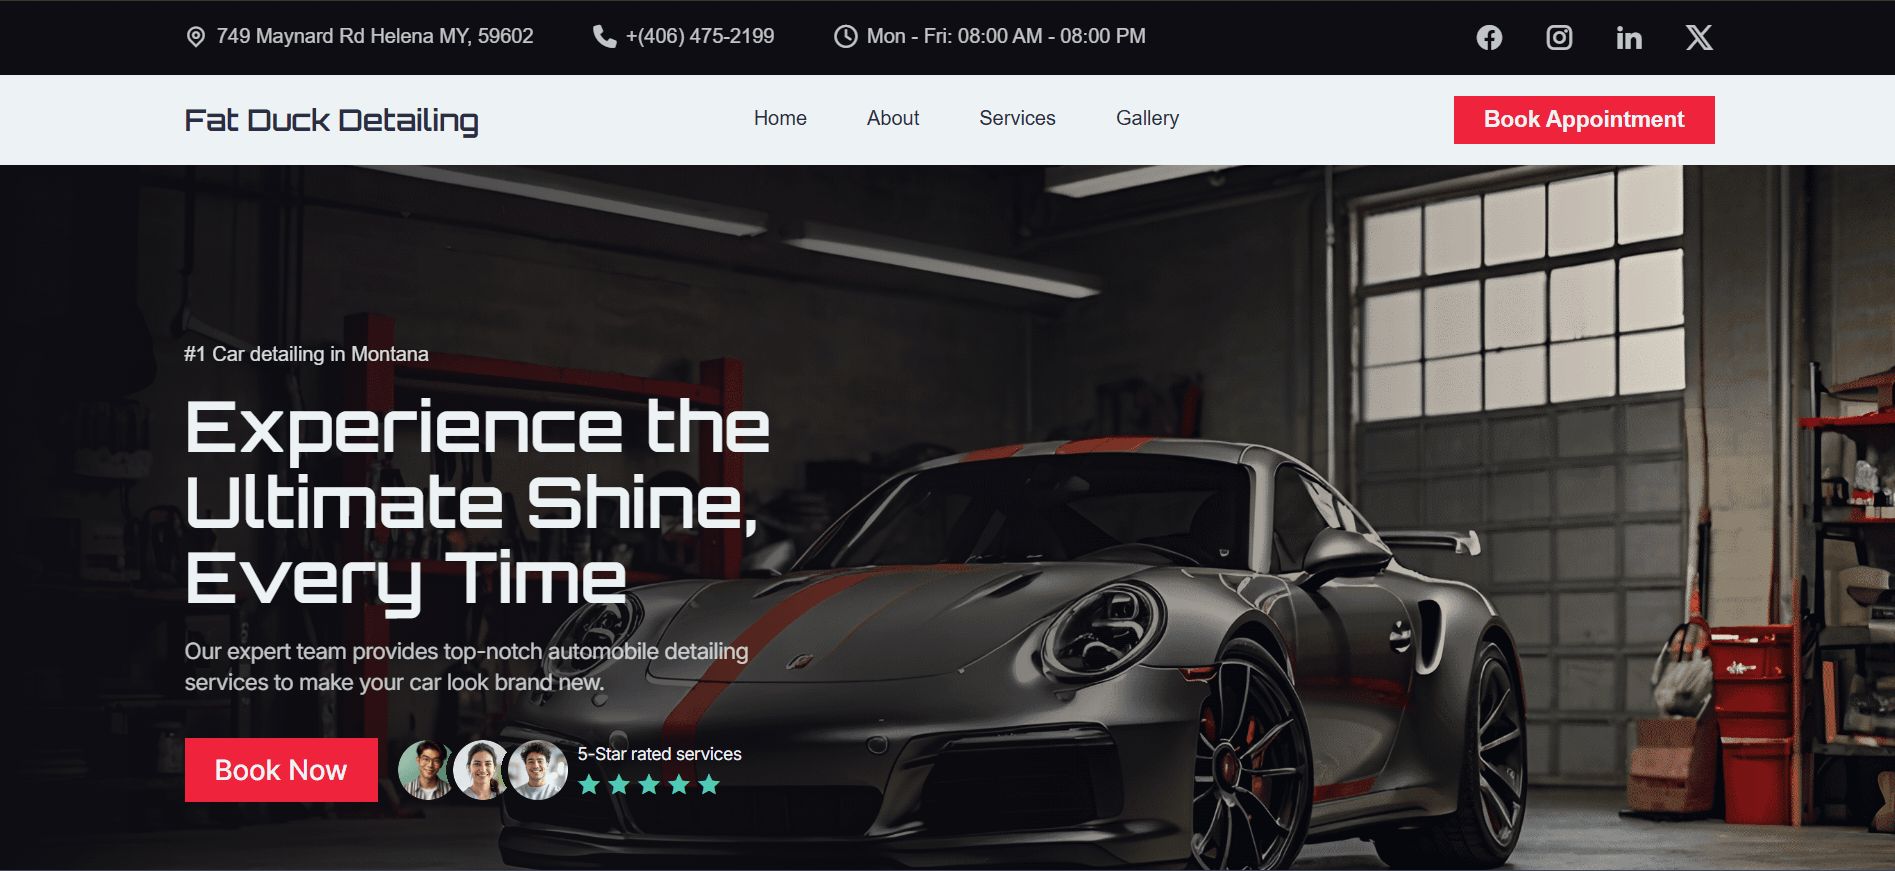 749 Maynard Rd Helena MY, 59602
+(406) 475-2199
Mon - Fri: 08:00 AM - 08:00 PM
Fat Duck Detailing
Home
About
Services
Gallery
Book Appointment
#1 Car detailing in Montana
Experience the
Ultimate Shine,
Every Time
Our expert team provides top-notch automobile detailing
services to make your car look brand new.
Book Now
5-Star rated services